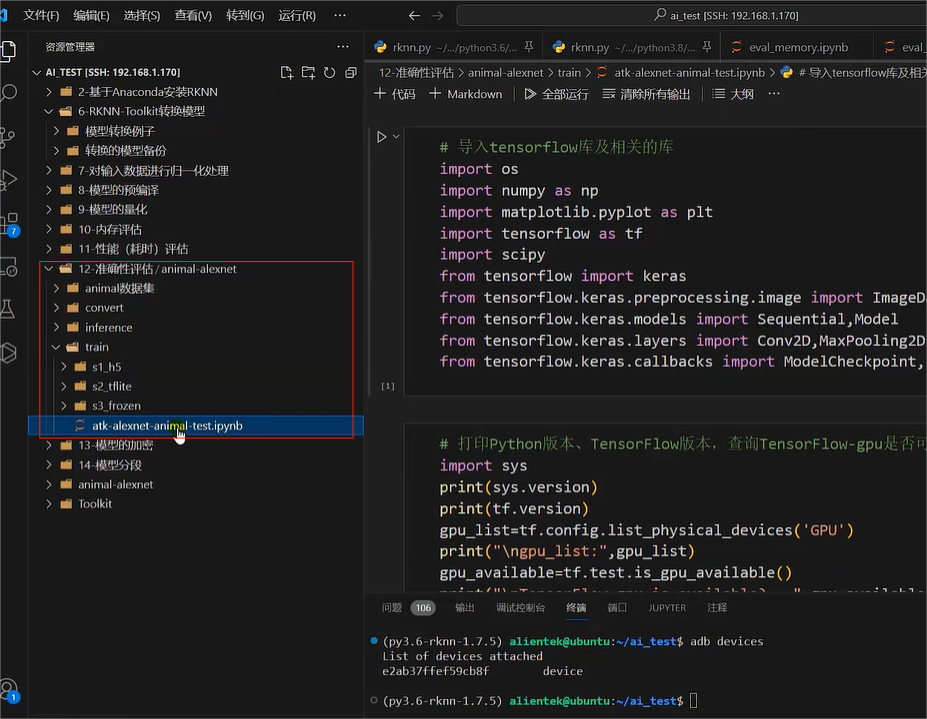 文件(F) 编辑(E) 选择(S) 查看(V) 转到(G) 运行(R) ··· ai_test [SSH: 192.168.1.170]
资源管理器 ···
AI_TEST [SSH: 192.168.1.170]
2-基于Anaconda安装RKNN
6-RKNN-Toolkit转换模型
模型转换例子
转换的模型备份
7-对输入数据进行归一化处理
8-模型的预编译
9-模型的量化
10-内存评估
11-性能（耗时）评估
12-准确性评估/animal-alexnet
animal数据集
convert
inference
train
s1_h5
s2_tflite
s3_frozen
atk-alexnet-animal-test.ipynb
13-模型的加密
14-模型分段
animal-alexnet
Toolkit
7
1
rknn.py ~/.../python3.6/... rknn.py ~/.../python3.8/... eval_memory.ipynb eval_
12-准确性评估 > animal-alexnet > train > atk-alexnet-animal-test.ipynb > # 导入tensorflow库及相关
+ 代码 + Markdown 全部运行 清除所有输出 大纲 ···
# 导入tensorflow库及相关的库
import os
import numpy as np
import matplotlib.pyplot as plt
import tensorflow as tf
import scipy
from tensorflow import keras
from tensorflow.keras.preprocessing.image import ImageDa
from tensorflow.keras.models import Sequential,Model
from tensorflow.keras.layers import Conv2D,MaxPooling2D
from tensorflow.keras.callbacks import ModelCheckpoint,
[1]
# 打印Python版本、TensorFlow版本，查询TensorFlow-gpu是否可
import sys
print(sys.version)
print(tf.version)
gpu_list=tf.config.list_physical_devices('GPU')
print("\ngpu_list:",gpu_list)
gpu_available=tf.test.is_gpu_available()
问题 106 输出 调试控制台 终端 端口 JUPYTER 注释
(py3.6-rknn-1.7.5) alientek@ubuntu:~/ai_test$ adb devices
List of devices attached
e2ab37ffef59cb8f device
(py3.6-rknn-1.7.5) alientek@ubuntu:~/ai_test$